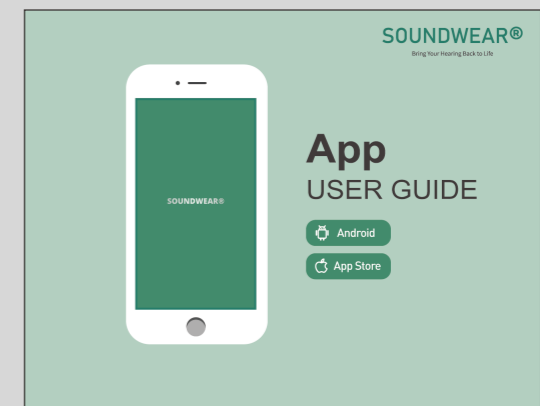 SOUNDWEAR®
Bring Your Hearing Back to Life
SOUNDWEAR®
App
USER GUIDE
Android
App Store